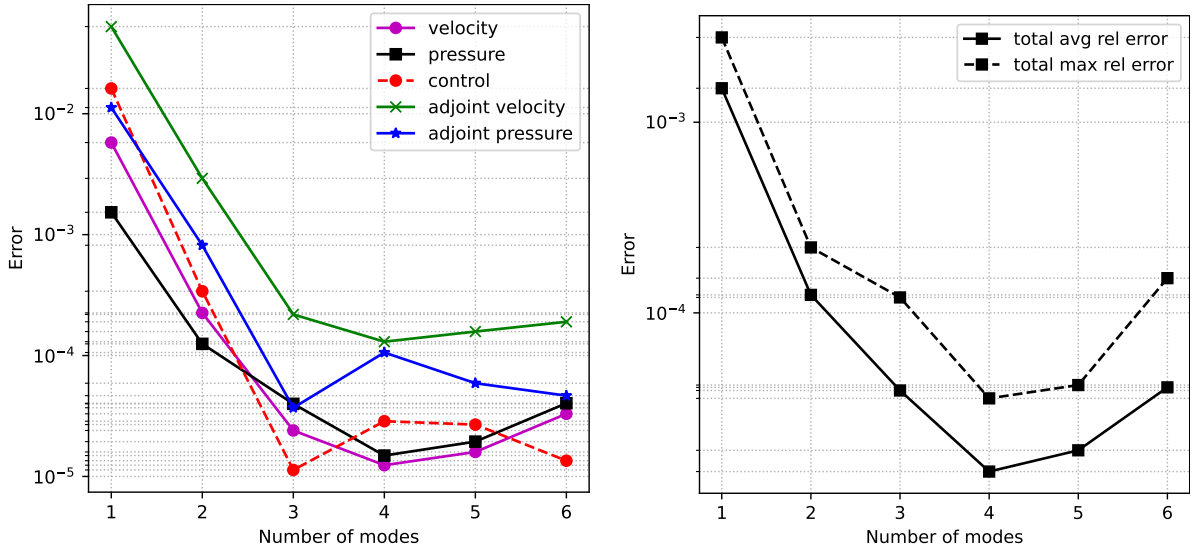 velocity
pressure
control
adjoint velocity
adjoint pressure
10⁻²
10⁻³
10⁻⁴
10⁻⁵
Error
1 2 3 4 5 6
Number of modes
total avg rel error
total max rel error
10⁻³
10⁻⁴
Error
1 2 3 4 5 6
Number of modes